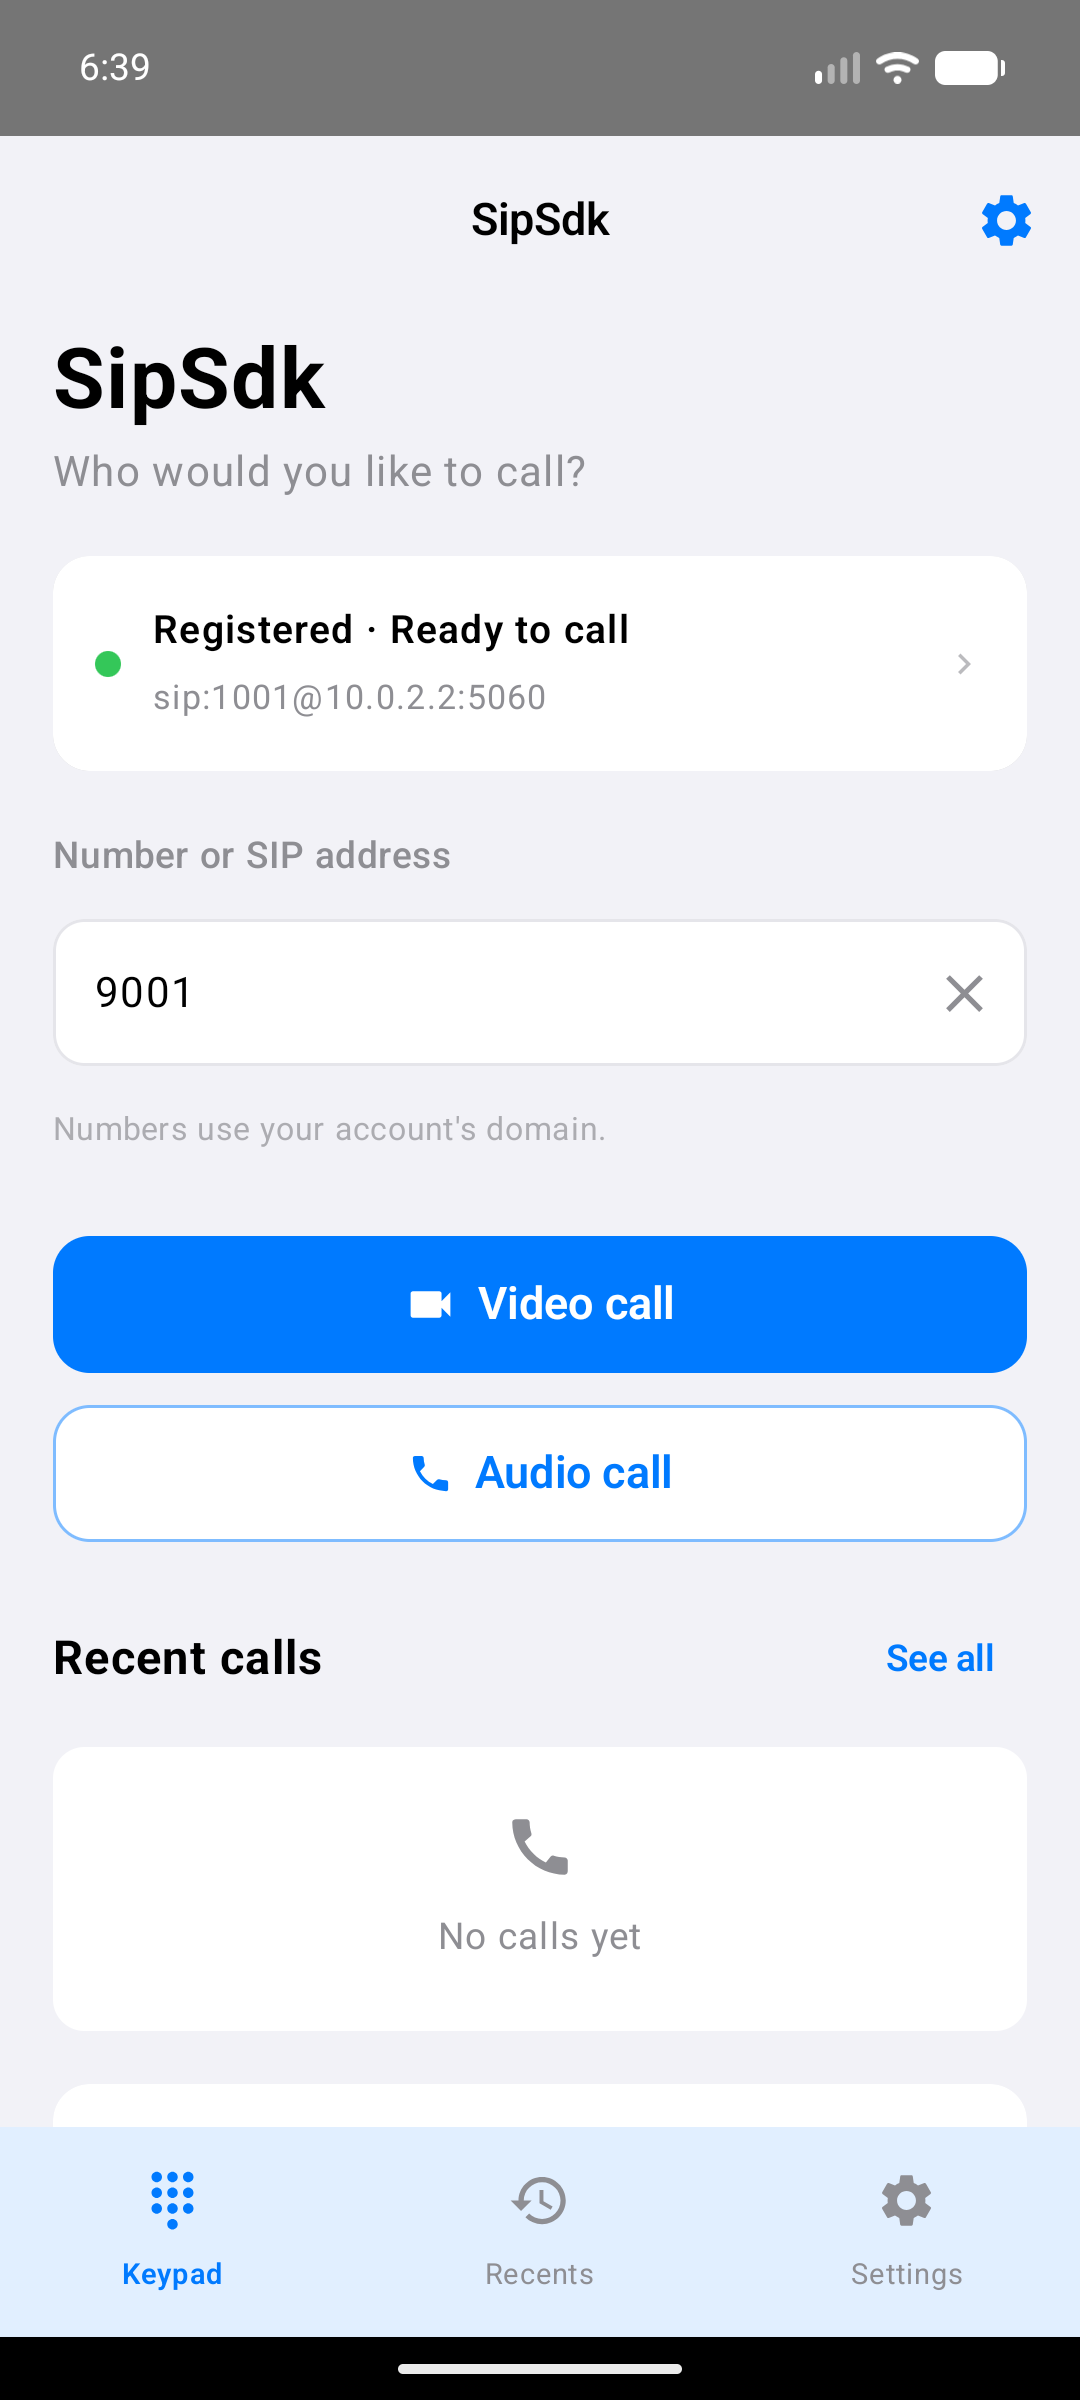 6:39
SipSdk
SipSdk
Who would you like to call?
Registered · Ready to call
sip:1001@10.0.2.2:5060
Number or SIP address
9001
Numbers use your account's domain.
Video call
Audio call
Recent calls
See all
No calls yet
Keypad
Recents
Settings